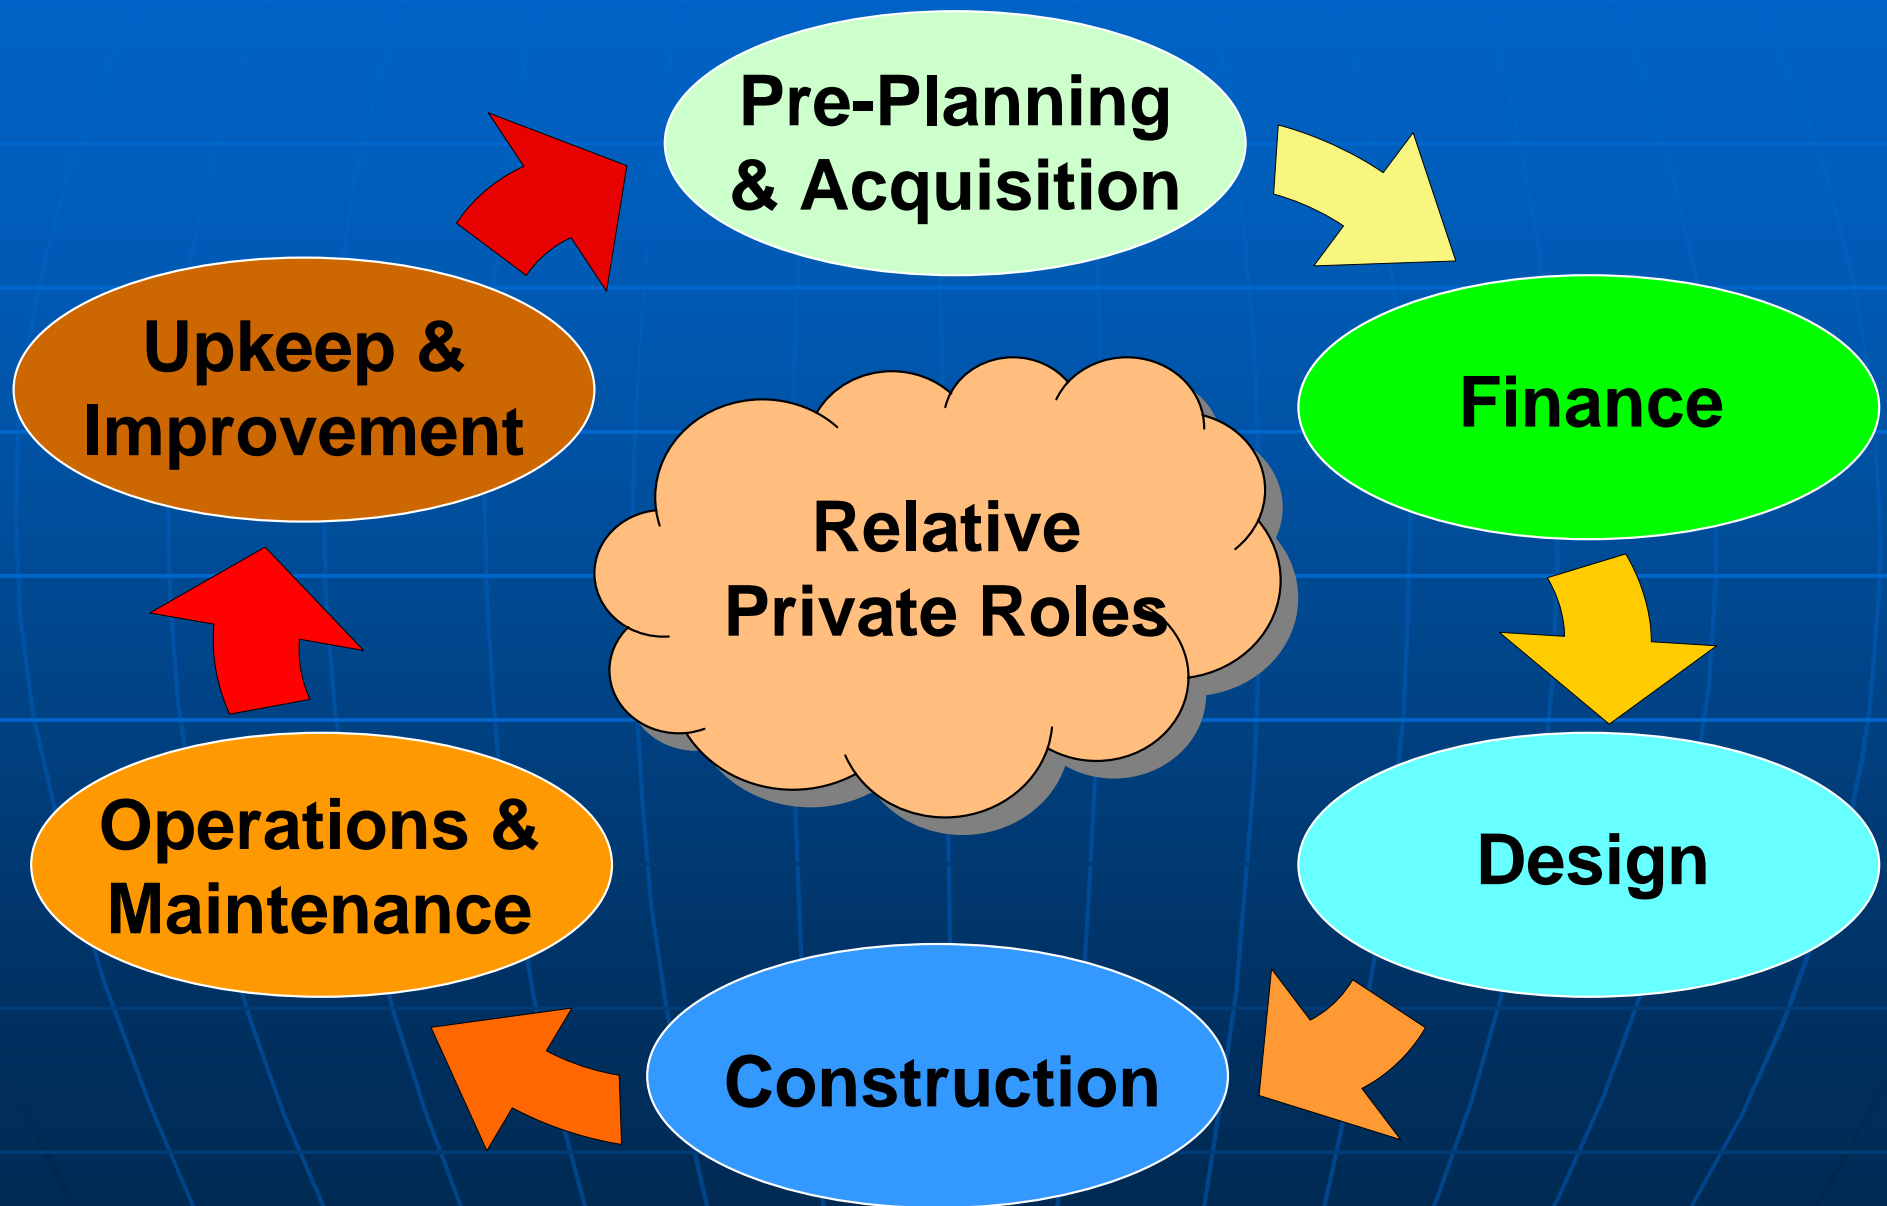 Pre-Planning
& Acquisition
Finance
Design
Construction
Operations &
Maintenance
Upkeep &
Improvement
Relative
Private Roles